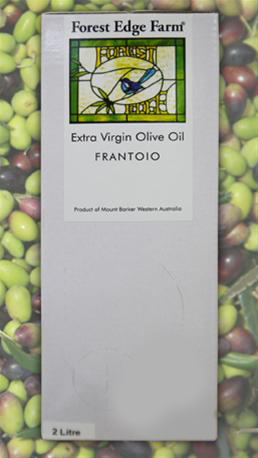 Forest Edge Farm®
FOREST
EDGE
Extra Virgin Olive Oil
FRANTOIO
Product of Mount Barker Western Australia
2 Litre